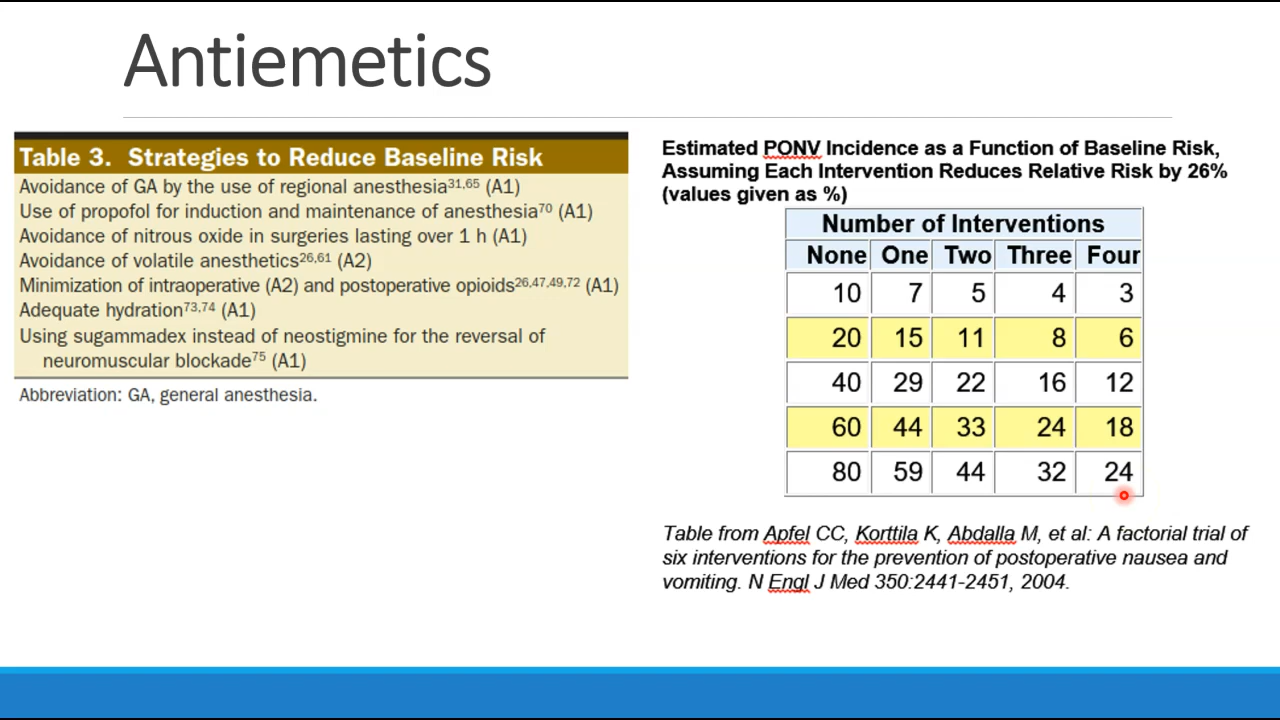 Antiemetics
Table 3. Strategies to Reduce Baseline Risk
Avoidance of GA by the use of regional anesthesia31,65 (A1)
Use of propofol for induction and maintenance of anesthesia70 (A1)
Avoidance of nitrous oxide in surgeries lasting over 1 h (A1)
Avoidance of volatile anesthetics26,61 (A2)
Minimization of intraoperative (A2) and postoperative opioids26,47,49,72 (A1)
Adequate hydration73,74 (A1)
Using sugammadex instead of neostigmine for the reversal of
neuromuscular blockade75 (A1)
Abbreviation: GA, general anesthesia.
Estimated PONV Incidence as a Function of Baseline Risk,
Assuming Each Intervention Reduces Relative Risk by 26%
(values given as %)
Number of Interventions
None One Two Three Four
10 7 5 4 3
20 15 11 8 6
40 29 22 16 12
60 44 33 24 18
80 59 44 32 24
Table from Apfel CC, Korttila K, Abdalla M, et al: A factorial trial of
six interventions for the prevention of postoperative nausea and
vomiting. N Engl J Med 350:2441-2451, 2004.